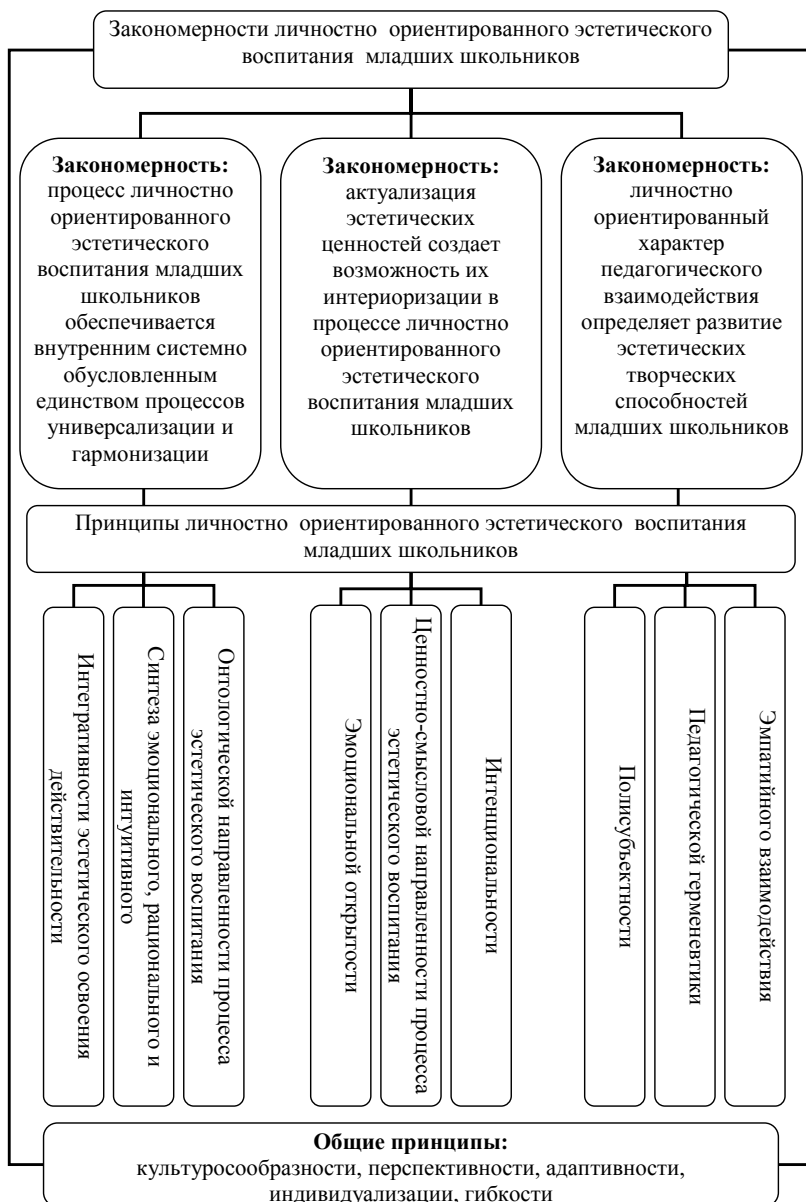 Закономерности личностно ориентированного эстетического
воспитания младших школьников
Закономерность:
процесс личностно
ориентированного
эстетического
воспитания младших
школьников
обеспечивается
внутренним системно
обусловленным
единством процессов
универсализации и
гармонизации
Закономерность:
актуализация
эстетических
ценностей создает
возможность их
интериоризации в
процессе личностно
ориентированного
эстетического
воспитания младших
школьников
Закономерность:
личностно
ориентированный
характер
педагогического
взаимодействия
определяет развитие
эстетических
творческих
способностей
младших школьников
Принципы личностно ориентированного эстетического воспитания
младших школьников
Интегративности эстетического освоения
действительности
Синтеза эмоционального, рационального и
интуитивного
Онтологической направленности процесса
эстетического воспитания
Эмоциональной открытости
Ценностно-смысловой направленности процесса
эстетического воспитания
Интенциональности
Полисубъектности
Педагогической герменевтики
Эмпатийного взаимодействия
Общие принципы:
культуросообразности, перспективности, адаптивности,
индивидуализации, гибкости